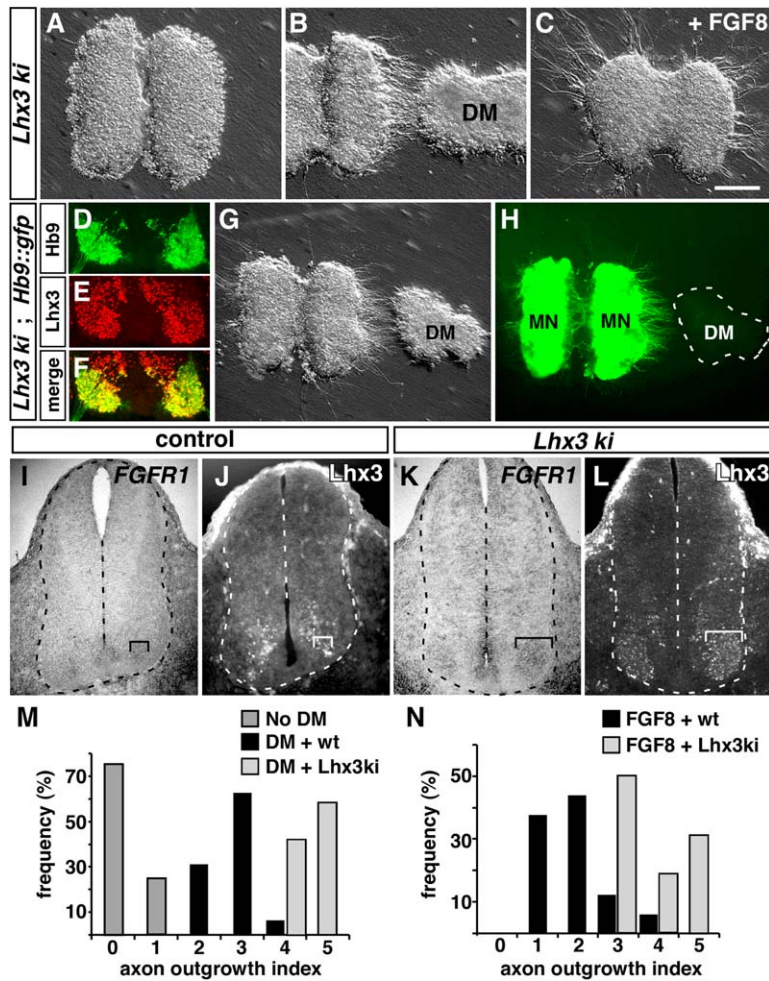 A
B
C
+ FGF8
Lhx3 ki
DM
Lhx3 ki ; Hb9::gfp
Hb9
Lhx3
merge
D
E
F
G
DM
H
MN
MN
DM
control
Lhx3 ki
I
FGFR1
J
Lhx3
K
FGFR1
L
Lhx3
M
No DM
DM + wt
DM + Lhx3ki
frequency (%)
70
50
30
10
0 1 2 3 4 5
axon outgrowth index
N
FGF8 + wt
FGF8 + Lhx3ki
frequency (%)
50
30
10
0 1 2 3 4 5
axon outgrowth index